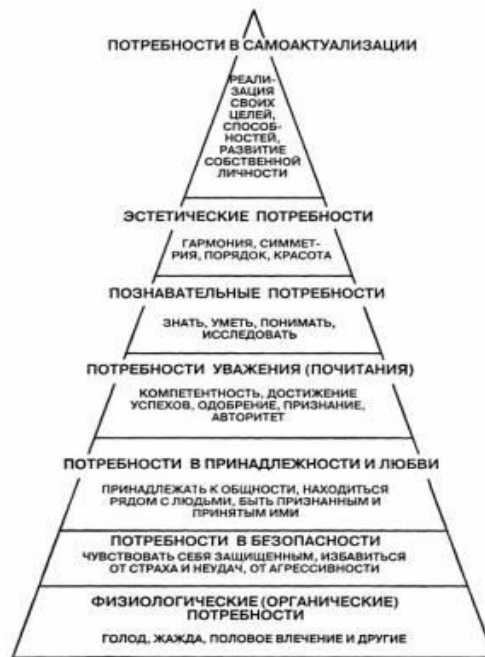 ПОТРЕБНОСТИ В САМОАКТУАЛИЗАЦИИ
РЕАЛИ-
ЗАЦИЯ
СВОИХ
ЦЕЛЕЙ,
СПОСОБ-
НОСТЕЙ,
РАЗВИТИЕ
СОБСТВЕННОЙ
ЛИЧНОСТИ
ЭСТЕТИЧЕСКИЕ ПОТРЕБНОСТИ
ГАРМОНИЯ, СИММЕТ-
РИЯ, ПОРЯДОК, КРАСОТА
ПОЗНАВАТЕЛЬНЫЕ ПОТРЕБНОСТИ
ЗНАТЬ, УМЕТЬ, ПОНИМАТЬ,
ИССЛЕДОВАТЬ
ПОТРЕБНОСТИ УВАЖЕНИЯ (ПОЧИТАНИЯ)
КОМПЕТЕНТНОСТЬ, ДОСТИЖЕНИЕ
УСПЕХОВ, ОДОБРЕНИЕ, ПРИЗНАНИЕ,
АВТОРИТЕТ
ПОТРЕБНОСТИ В ПРИНАДЛЕЖНОСТИ И ЛЮБВИ
ПРИНАДЛЕЖАТЬ К ОБЩНОСТИ, НАХОДИТЬСЯ
РЯДОМ С ЛЮДЬМИ, БЫТЬ ПРИЗНАННЫМ И
ПРИНЯТЫМ ИМИ
ПОТРЕБНОСТИ В БЕЗОПАСНОСТИ
ЧУВСТВОВАТЬ СЕБЯ ЗАЩИЩЕННЫМ, ИЗБАВИТЬСЯ
ОТ СТРАХА И НЕУДАЧ, ОТ АГРЕССИВНОСТИ
ФИЗИОЛОГИЧЕСКИЕ (ОРГАНИЧЕСКИЕ)
ПОТРЕБНОСТИ
ГОЛОД, ЖАЖДА, ПОЛОВОЕ ВЛЕЧЕНИЕ И ДРУГИЕ